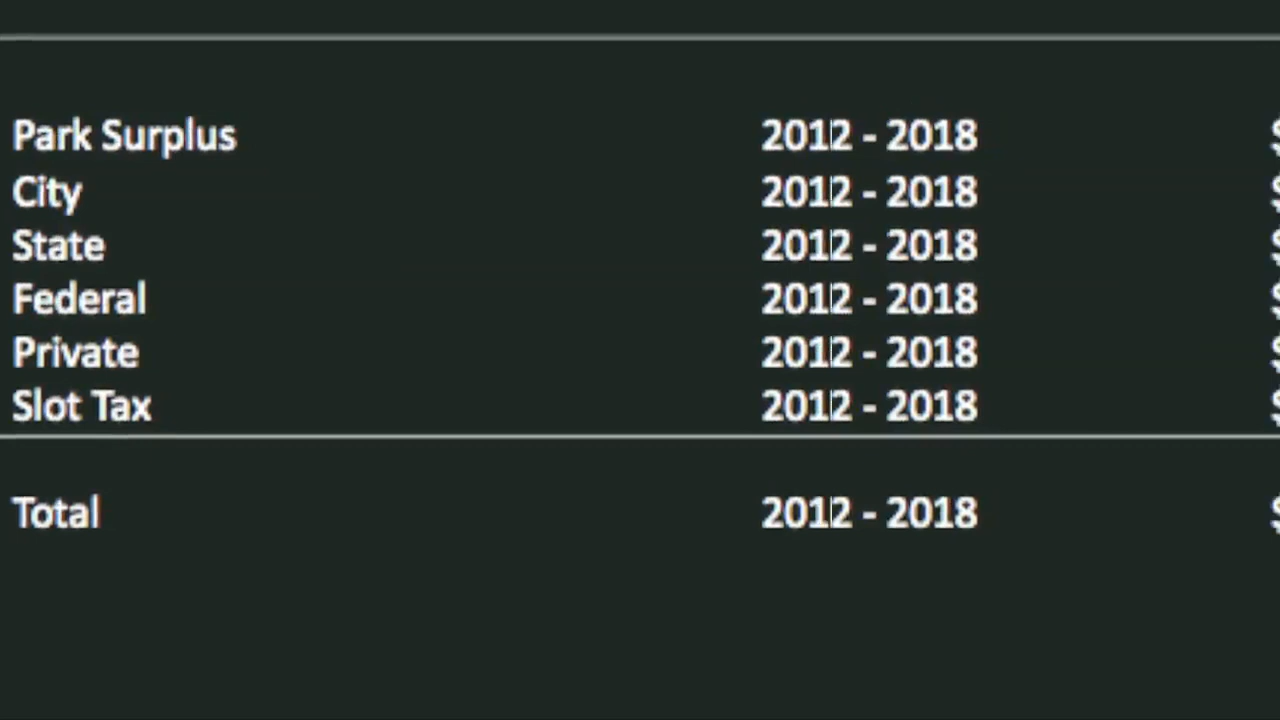 Park Surplus 2012 - 2018 $
City 2012 - 2018 $
State 2012 - 2018 $
Federal 2012 - 2018 $
Private 2012 - 2018 $
Slot Tax 2012 - 2018 $
Total 2012 - 2018 $